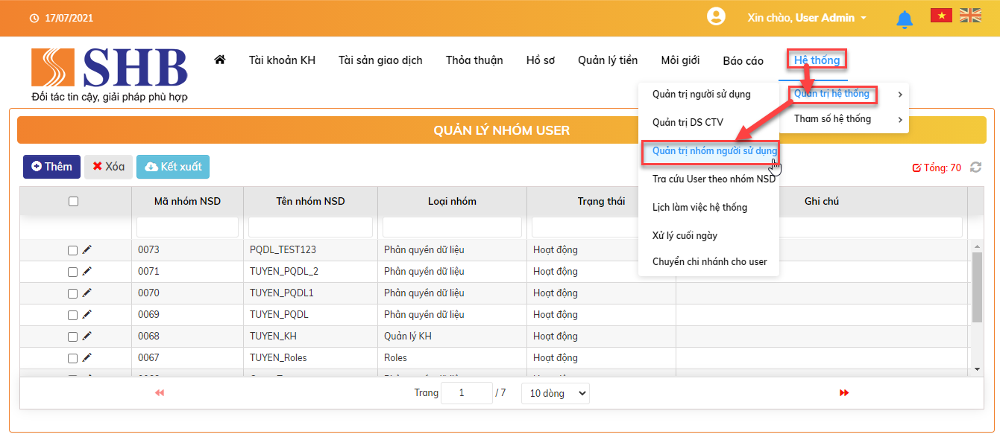 17/07/2021
Xin chào, User Admin
SHB
Đối tác tin cậy, giải pháp phù hợp
Tài khoản KH Tài sản giao dịch Thỏa thuận Hồ sơ Quản lý tiền Môi giới Báo cáo Hệ thống
Quản trị hệ thống
Tham số hệ thống
Quản trị người sử dụng
Quản trị DS CTV
Quản trị nhóm người sử dụng
Tra cứu User theo nhóm NSD
Lịch làm việc hệ thống
Xử lý cuối ngày
Chuyển chi nhánh cho user
QUẢN LÝ NHÓM USER
Thêm Xóa Kết xuất
Tổng: 70
Mã nhóm NSD Tên nhóm NSD Loại nhóm Trạng thái Ghi chú
0073 PQDL_TEST123 Phân quyền dữ liệu Hoạt động
0071 TUYEN_PQDL_2 Phân quyền dữ liệu Hoạt động
0070 TUYEN_PQDL1 Phân quyền dữ liệu Hoạt động
0069 TUYEN_PQDL Phân quyền dữ liệu Hoạt động
0068 TUYEN_KH Quản lý KH Hoạt động
0067 TUYEN_Roles Roles Hoạt động
Trang 1 / 7 10 dòng